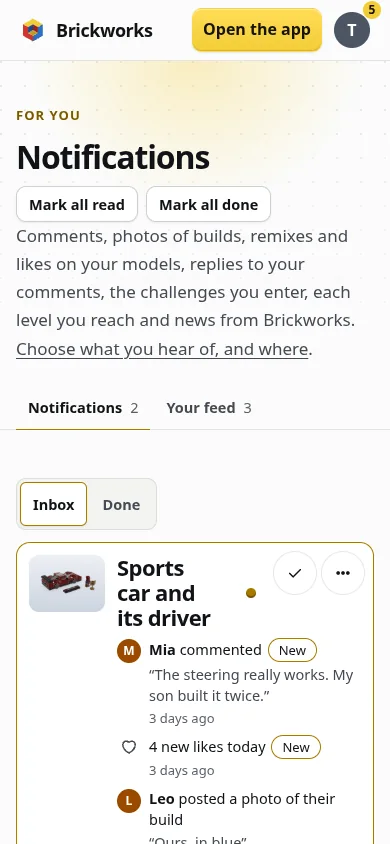 Brickworks
Open the app
T
5
FOR YOU
Notifications
Mark all read
Mark all done
Comments, photos of builds, remixes and
likes on your models, replies to your
comments, the challenges you enter, each
level you reach and news from Brickworks.
Choose what you hear of, and where.
Notifications 2
Your feed 3
Inbox
Done
Sports
car and
its driver
M
Mia commented New
“The steering really works. My
son built it twice.”
3 days ago
4 new likes today New
3 days ago
L
Leo posted a photo of their
build
“Ours, in blue”